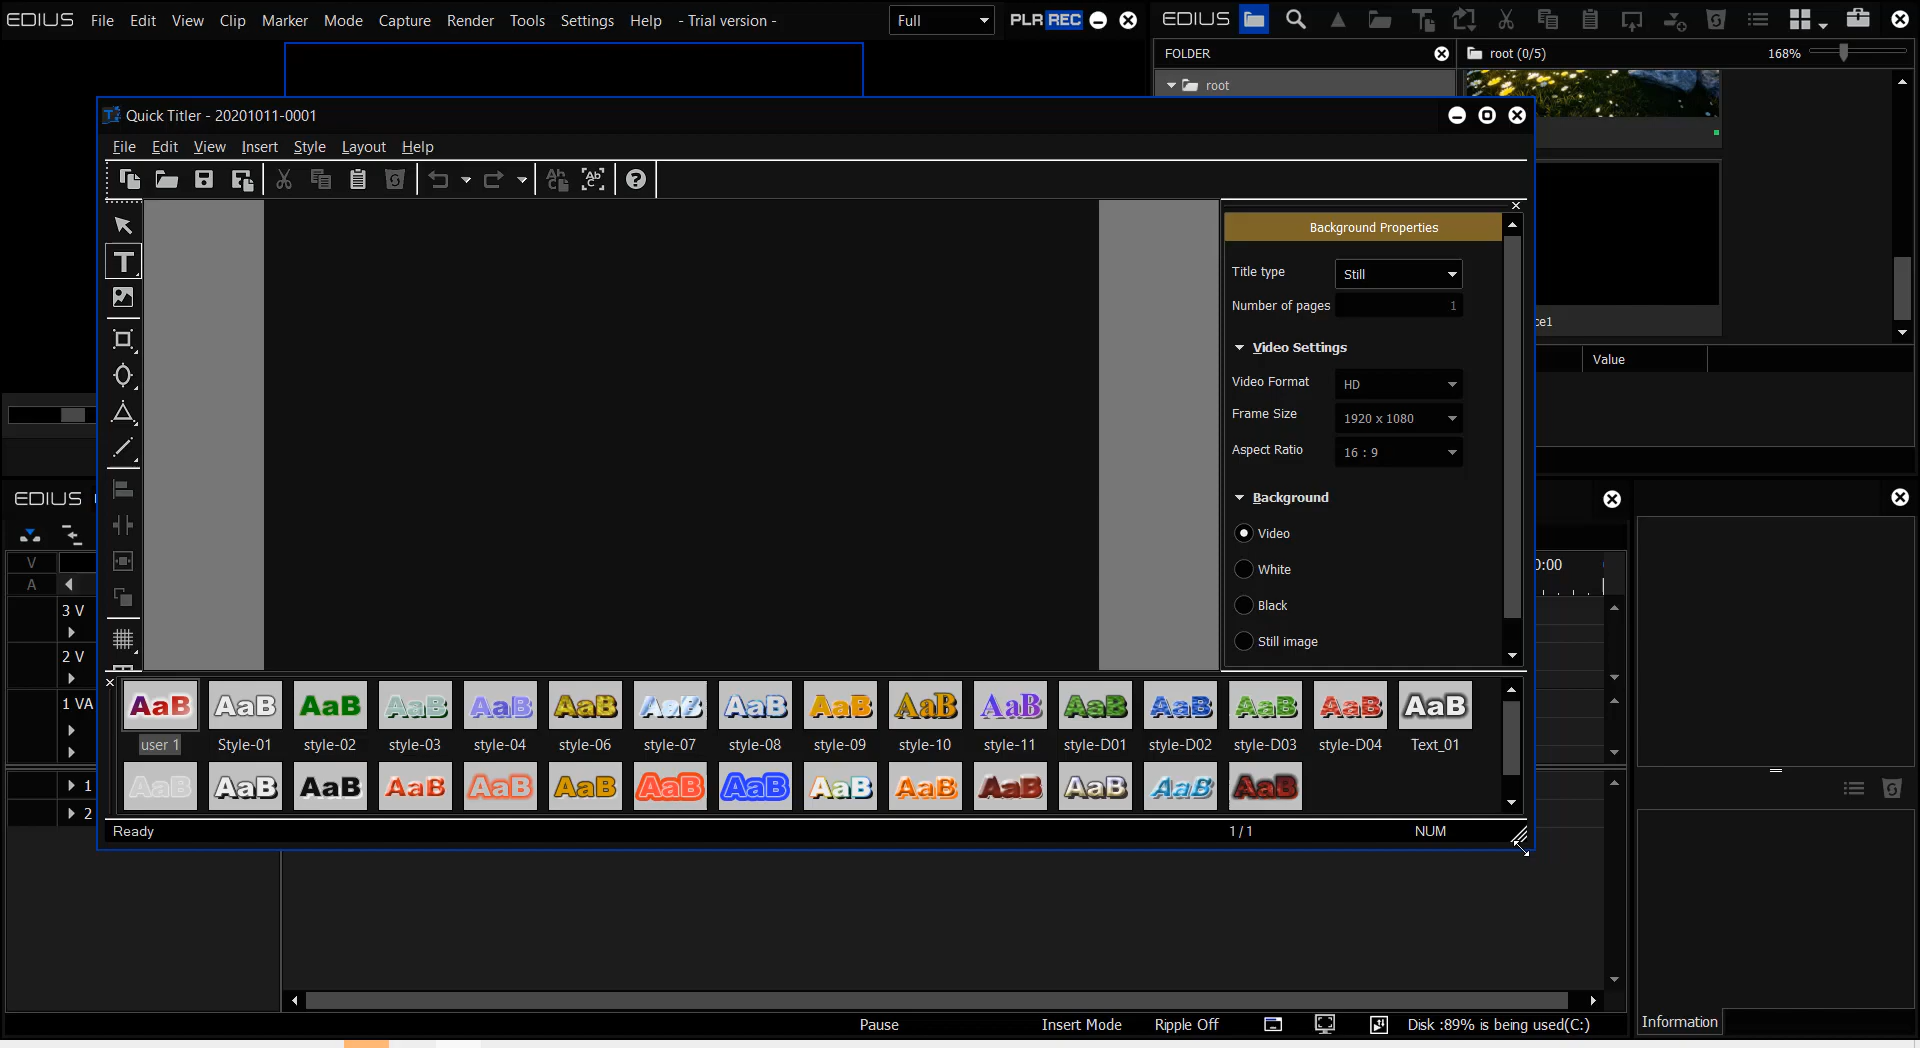 EDIUS File Edit View Clip Marker Mode Capture Render Tools Settings Help - Trial version - Full PLR REC
EDIUS
FOLDER
root (0/5) 168%
root
Quick Titler - 20201011-0001
File Edit View Insert Style Layout Help
Background Properties
Title type Still
Number of pages 1
Video Settings
Video Format HD
Frame Size 1920 x 1080
Aspect Ratio 16 : 9
Background
Video
White
Black
Still image
ce1
Value
EDIUS
V
A
3 V
2 V
1 VA
1
2
0:00
AaB AaB AaB AaB AaB AaB AaB AaB AaB AaB AaB AaB AaB AaB AaB AaB
user 1 Style-01 style-02 style-03 style-04 style-06 style-07 style-08 style-09 style-10 style-11 style-D01 style-D02 style-D03 style-D04 Text_01
AaB AaB AaB AaB AaB AaB AaB AaB AaB AaB AaB AaB AaB AaB
Ready 1 / 1 NUM
Pause Insert Mode Ripple Off Disk :89% is being used(C:)
Information